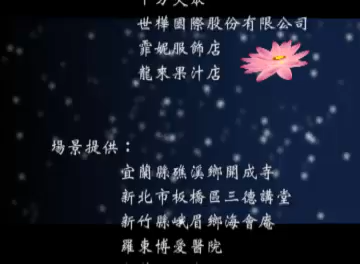 世樺國際股份有限公司
霏妮服飾店
龍來果汁店
場景提供：
宜蘭縣礁溪鄉開成寺
新北市板橋區三德講堂
新竹縣峨眉鄉海會庵
羅東博愛醫院